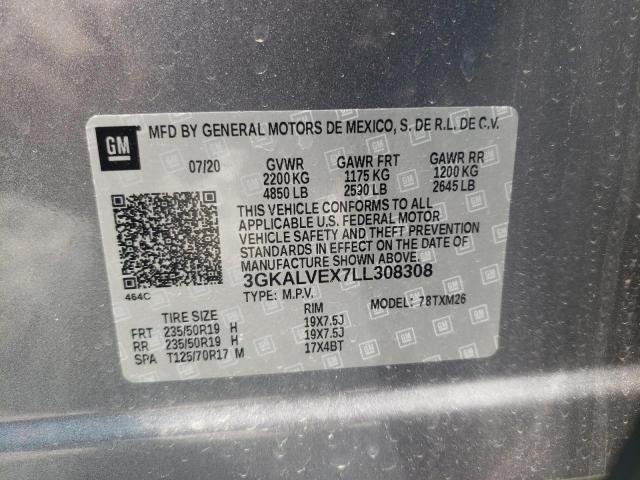 GM MFD BY GENERAL MOTORS DE MEXICO, S. DE R.L. DE C.V.
07/20 GVWR GAWR FRT GAWR RR
2200 KG 1175 KG 1200 KG
4850 LB 2590 LB 2645 LB
THIS VEHICLE CONFORMS TO ALL
APPLICABLE U.S. FEDERAL MOTOR
VEHICLE SAFETY AND THEFT PREVENTION
STANDARDS IN EFFECT ON THE DATE OF
MANUFACTURE SHOWN ABOVE.
3GKALVEX7LL308308
464C
TYPE: M.P.V. MODEL: 78TXM26
TIRE SIZE RIM
FRT 235/50R19 H 19X7.5J
RR 235/50R19 H 19X7.5J
SPA T125/70R17 M 17X4BT